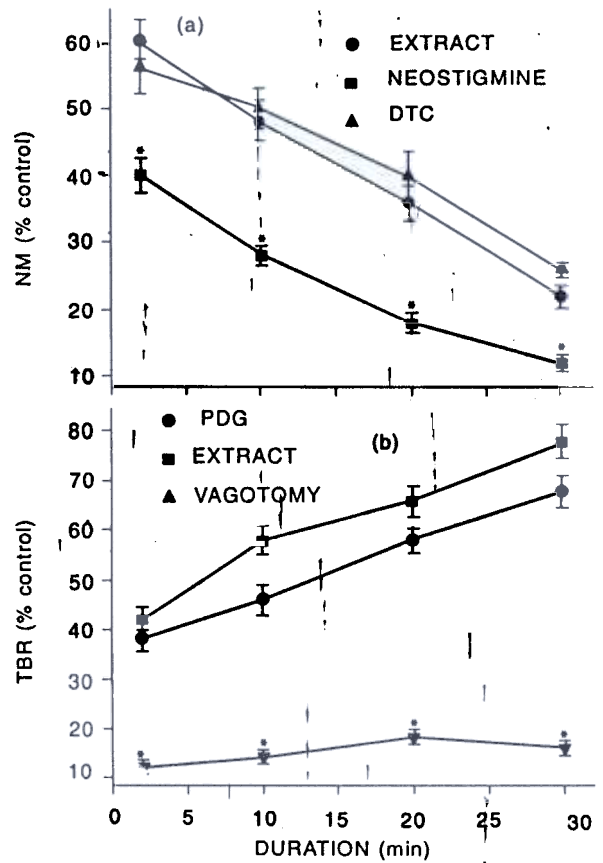 (a)
EXTRACT
NEOSTIGMINE
DTC
NM (% control)
60
50
40
30
20
10
PDG
EXTRACT
VAGOTOMY
(b)
TBR (% control)
80
70
60
50
40
30
20
10
0 5 10 15 20 25 30
DURATION (min)